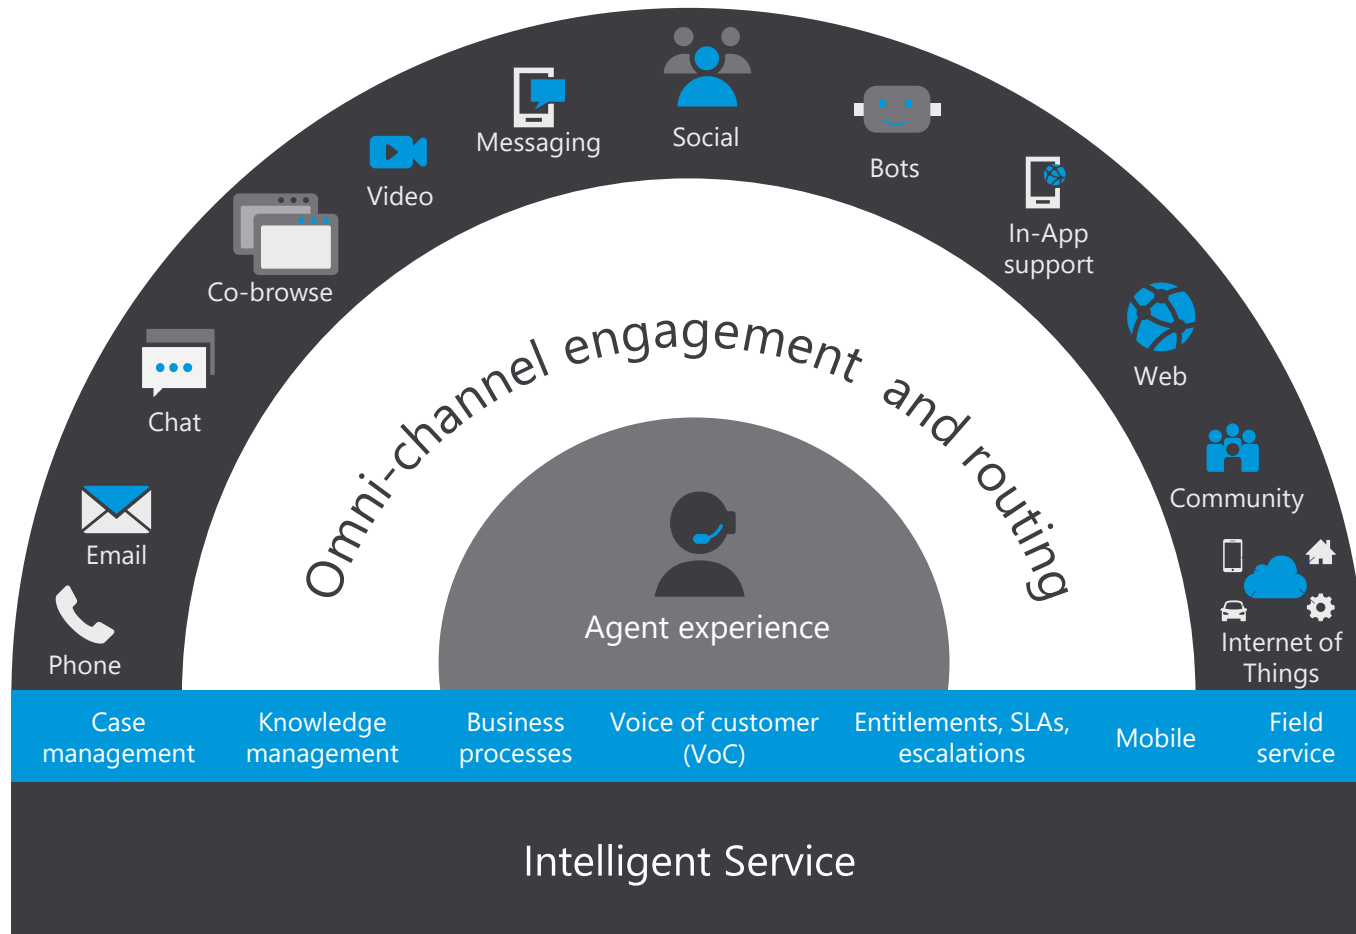 Social
Messaging
Bots
Video
In-App
support
Co-browse
Web
Chat
Community
Email
Phone
Internet of
Things
Omni-channel engagement and routing
Agent experience
Case
management
Knowledge
management
Business
processes
Voice of customer
(VoC)
Entitlements, SLAs,
escalations
Mobile
Field
service
Intelligent Service